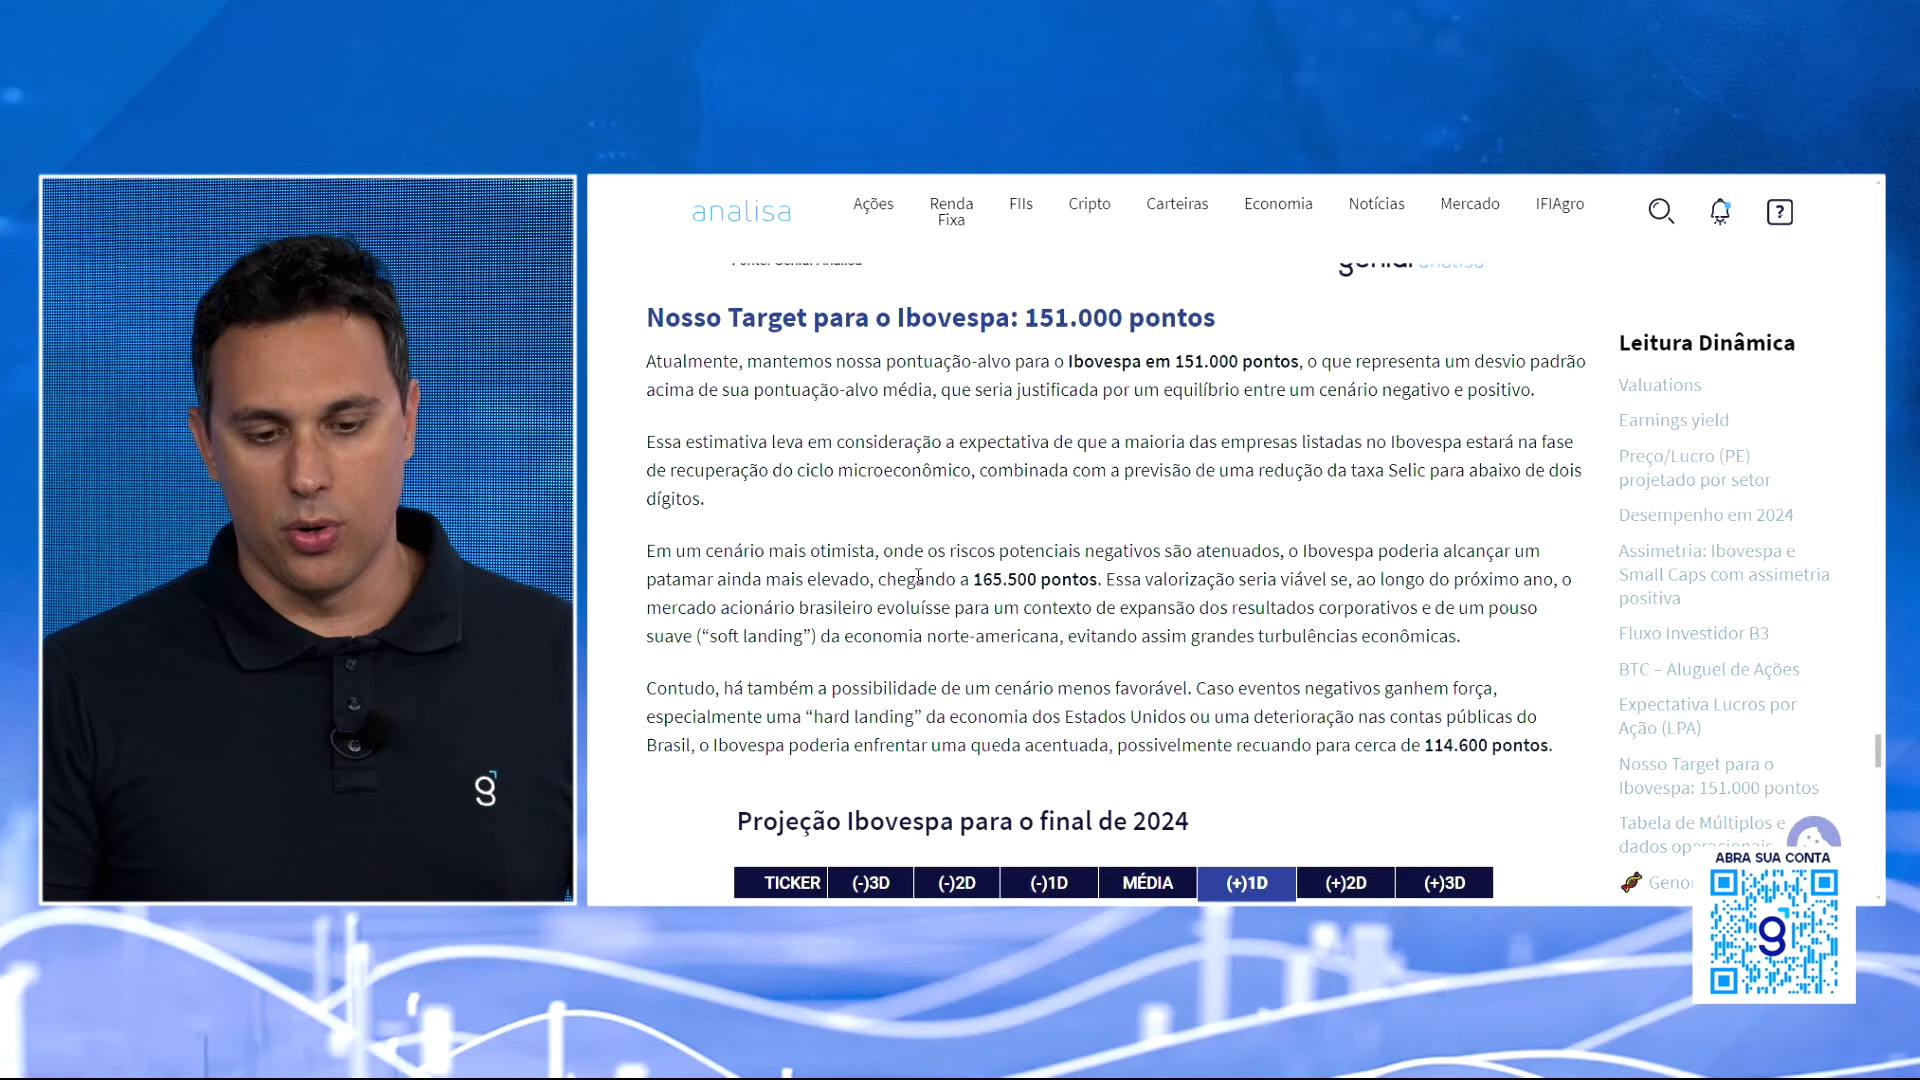 analisa
Ações
Renda
Fixa
FIIs
Cripto
Carteiras
Economia
Notícias
Mercado
IFIAgro
Nosso Target para o Ibovespa: 151.000 pontos
Atualmente, mantemos nossa pontuação-alvo para o Ibovespa em 151.000 pontos, o que representa um desvio padrão
acima de sua pontuação-alvo média, que seria justificada por um equilíbrio entre um cenário negativo e positivo.
Essa estimativa leva em consideração a expectativa de que a maioria das empresas listadas no Ibovespa estará na fase
de recuperação do ciclo microeconômico, combinada com a previsão de uma redução da taxa Selic para abaixo de dois
dígitos.
Em um cenário mais otimista, onde os riscos potenciais negativos são atenuados, o Ibovespa poderia alcançar um
patamar ainda mais elevado, chegando a 165.500 pontos. Essa valorização seria viável se, ao longo do próximo ano, o
mercado acionário brasileiro evoluísse para um contexto de expansão dos resultados corporativos e de um pouso
suave (“soft landing”) da economia norte-americana, evitando assim grandes turbulências econômicas.
Contudo, há também a possibilidade de um cenário menos favorável. Caso eventos negativos ganhem força,
especialmente uma “hard landing” da economia dos Estados Unidos ou uma deterioração nas contas públicas do
Brasil, o Ibovespa poderia enfrentar uma queda acentuada, possivelmente recuando para cerca de 114.600 pontos.
Projeção Ibovespa para o final de 2024
TICKER (-)3D (-)2D (-)1D MÉDIA (+)1D (+)2D (+)3D
Leitura Dinâmica
Valuations
Earnings yield
Preço/Lucro (PE)
projetado por setor
Desempenho em 2024
Assimetria: Ibovespa e
Small Caps com assimetria
positiva
Fluxo Investidor B3
BTC – Aluguel de Ações
Expectativa Lucros por
Ação (LPA)
Nosso Target para o
Ibovespa: 151.000 pontos
Tabela de Múltiplos e
dados
ABRA SUA CONTA